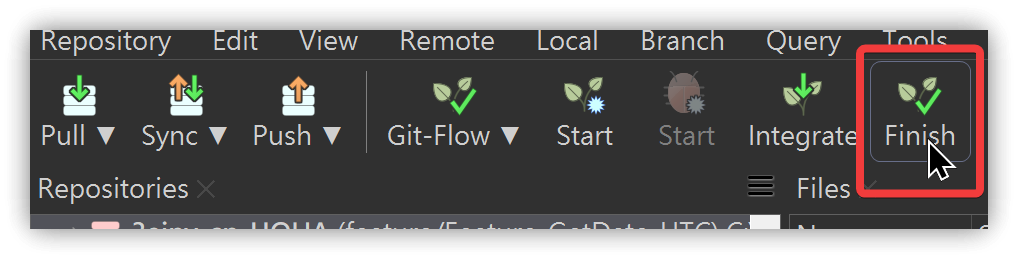 Repository Edit View Remote Local Branch Query Tools
Pull ▼ Sync ▼ Push ▼ Git-Flow ▼ Start Start Integrate Finish
Repositories × Files ×